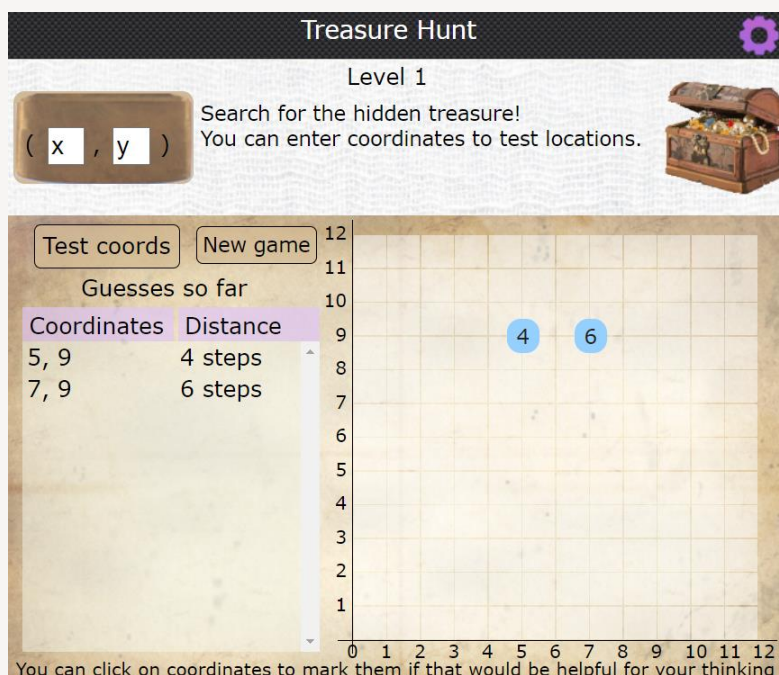 Treasure Hunt
Level 1
( x , y )
Search for the hidden treasure!
You can enter coordinates to test locations.
Test coords
New game
Guesses so far
Coordinates Distance
5, 9 4 steps
7, 9 6 steps
12
11
10
9
8
7
6
5
4
3
2
1
4 6
0 1 2 3 4 5 6 7 8 9 10 11 12
You can click on coordinates to mark them if that would be helpful for your thinking